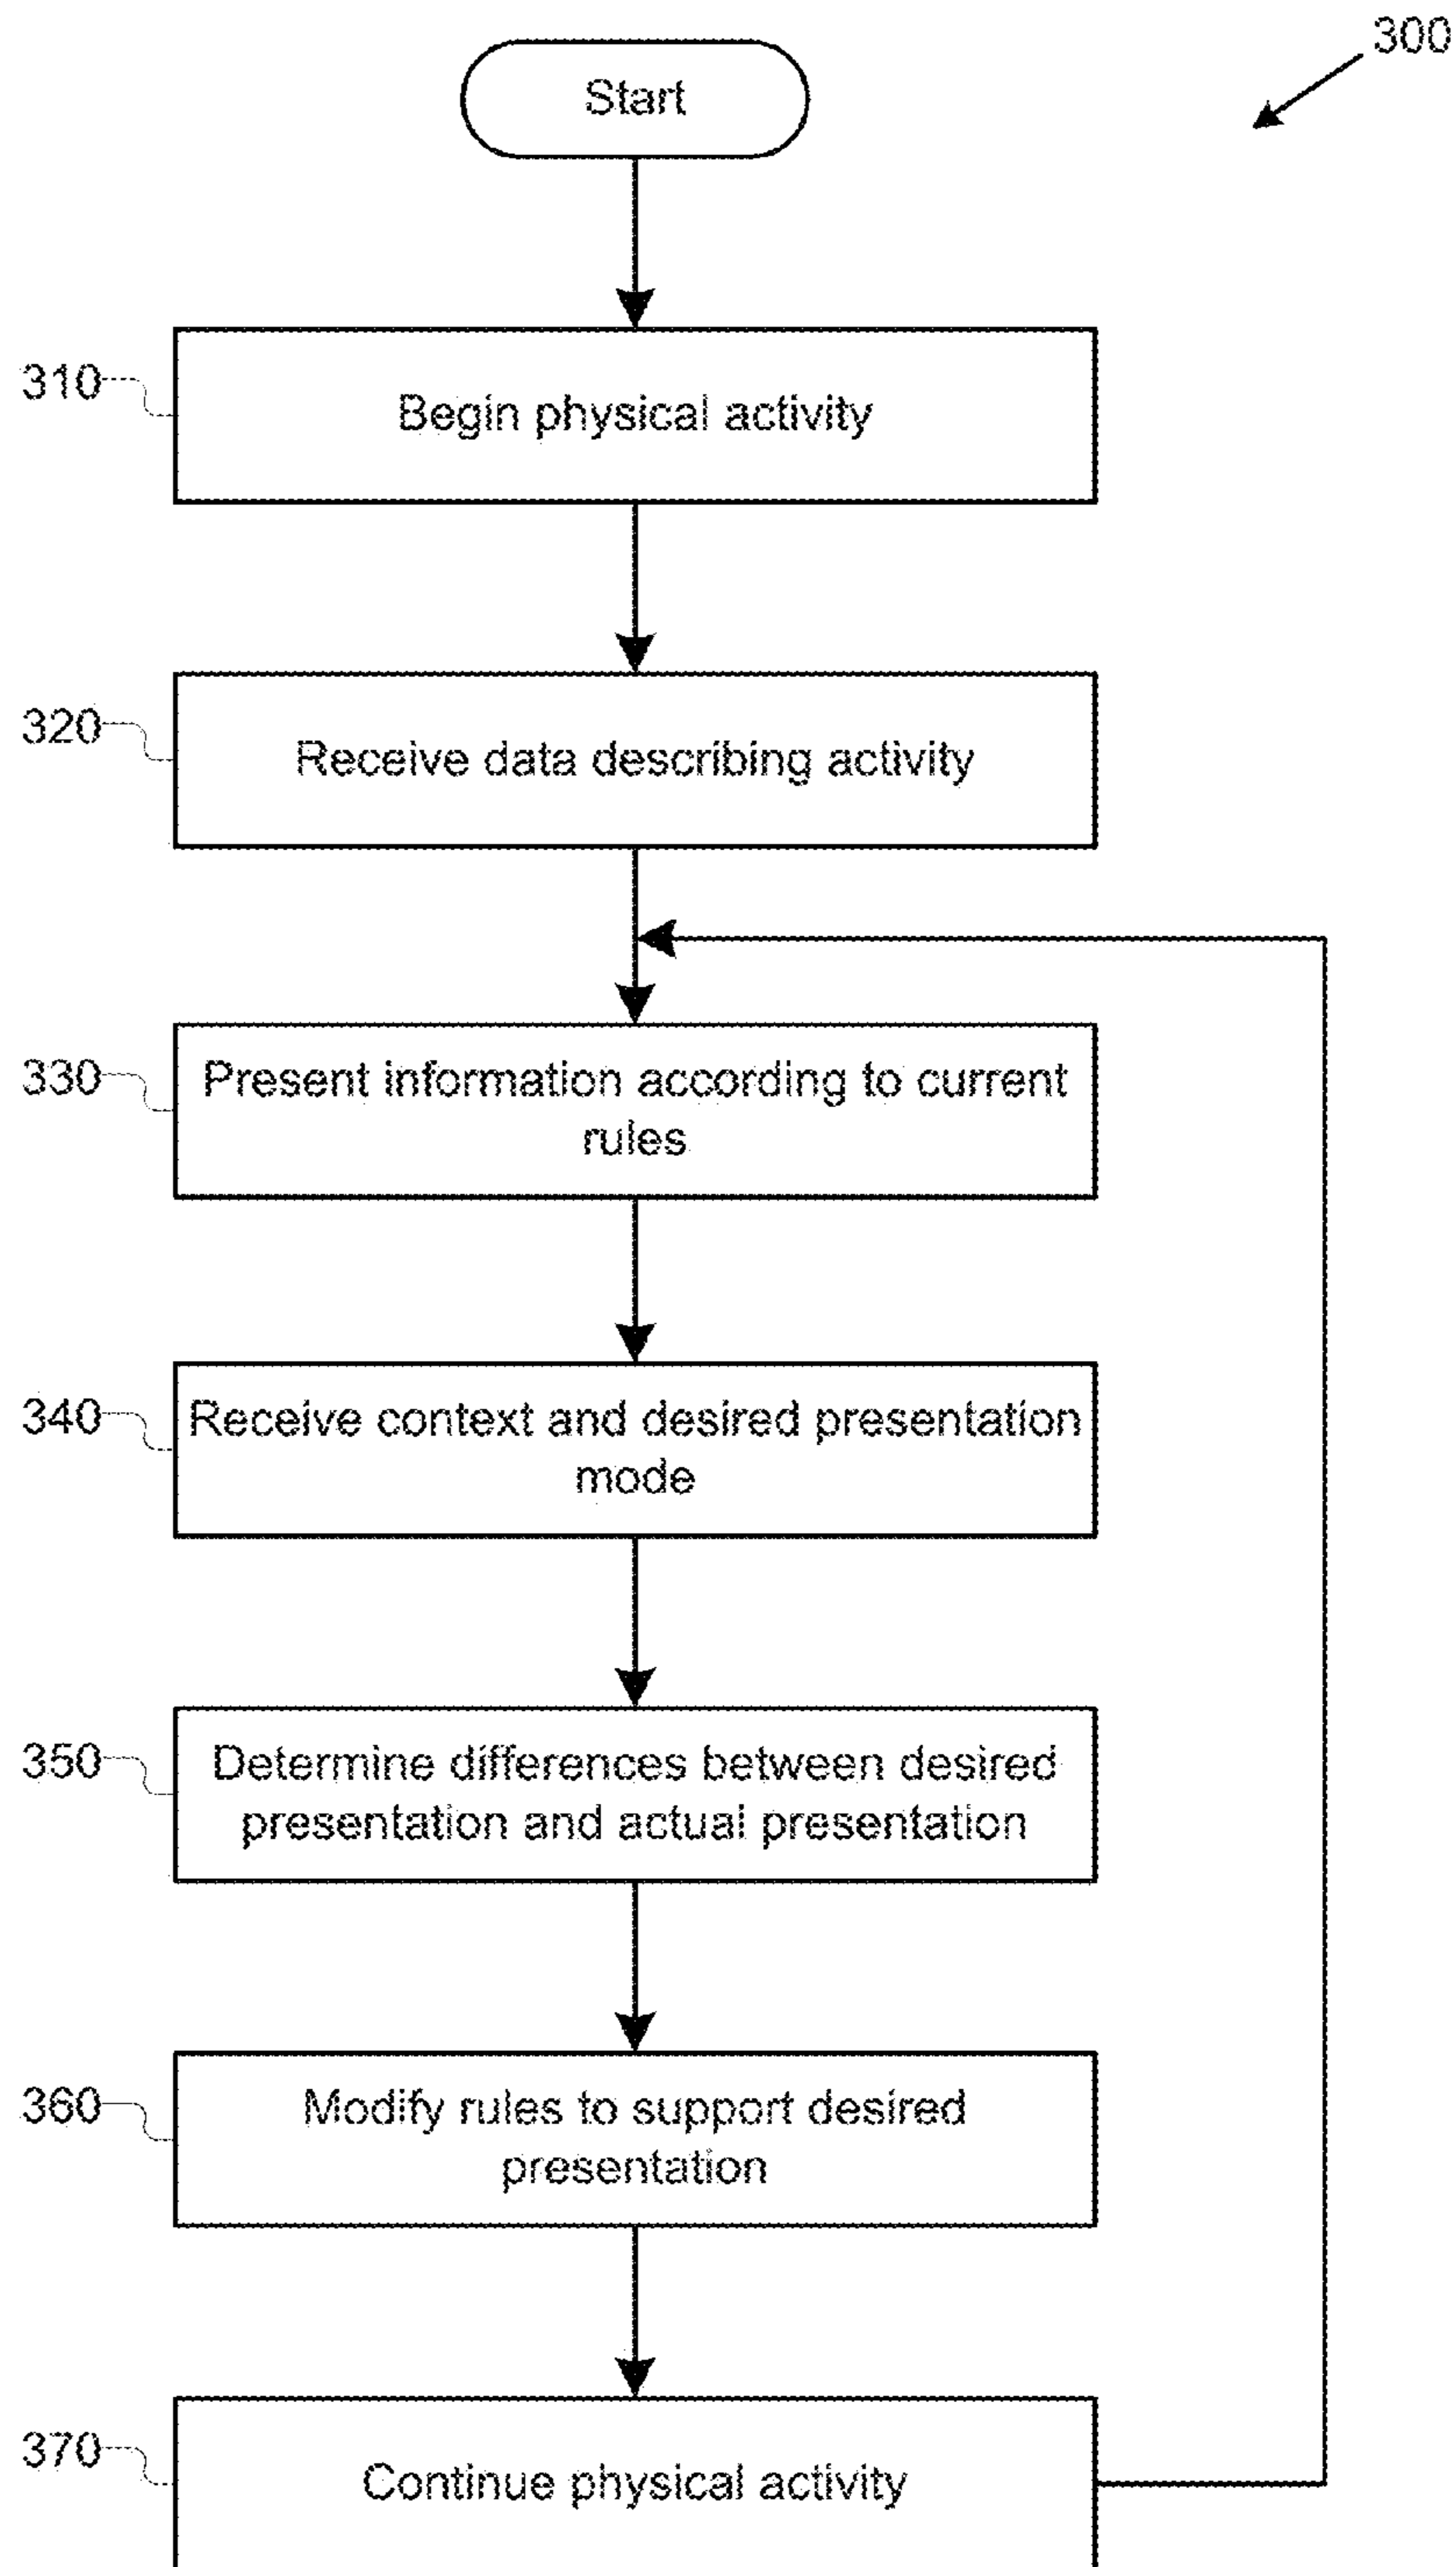 300
Start
310
Begin physical activity
320
Receive data describing activity
330
Present information according to current
rules
340
Receive context and desired presentation
mode
350
Determine differences between desired
presentation and actual presentation
360
Modify rules to support desired
presentation
370
Continue physical activity